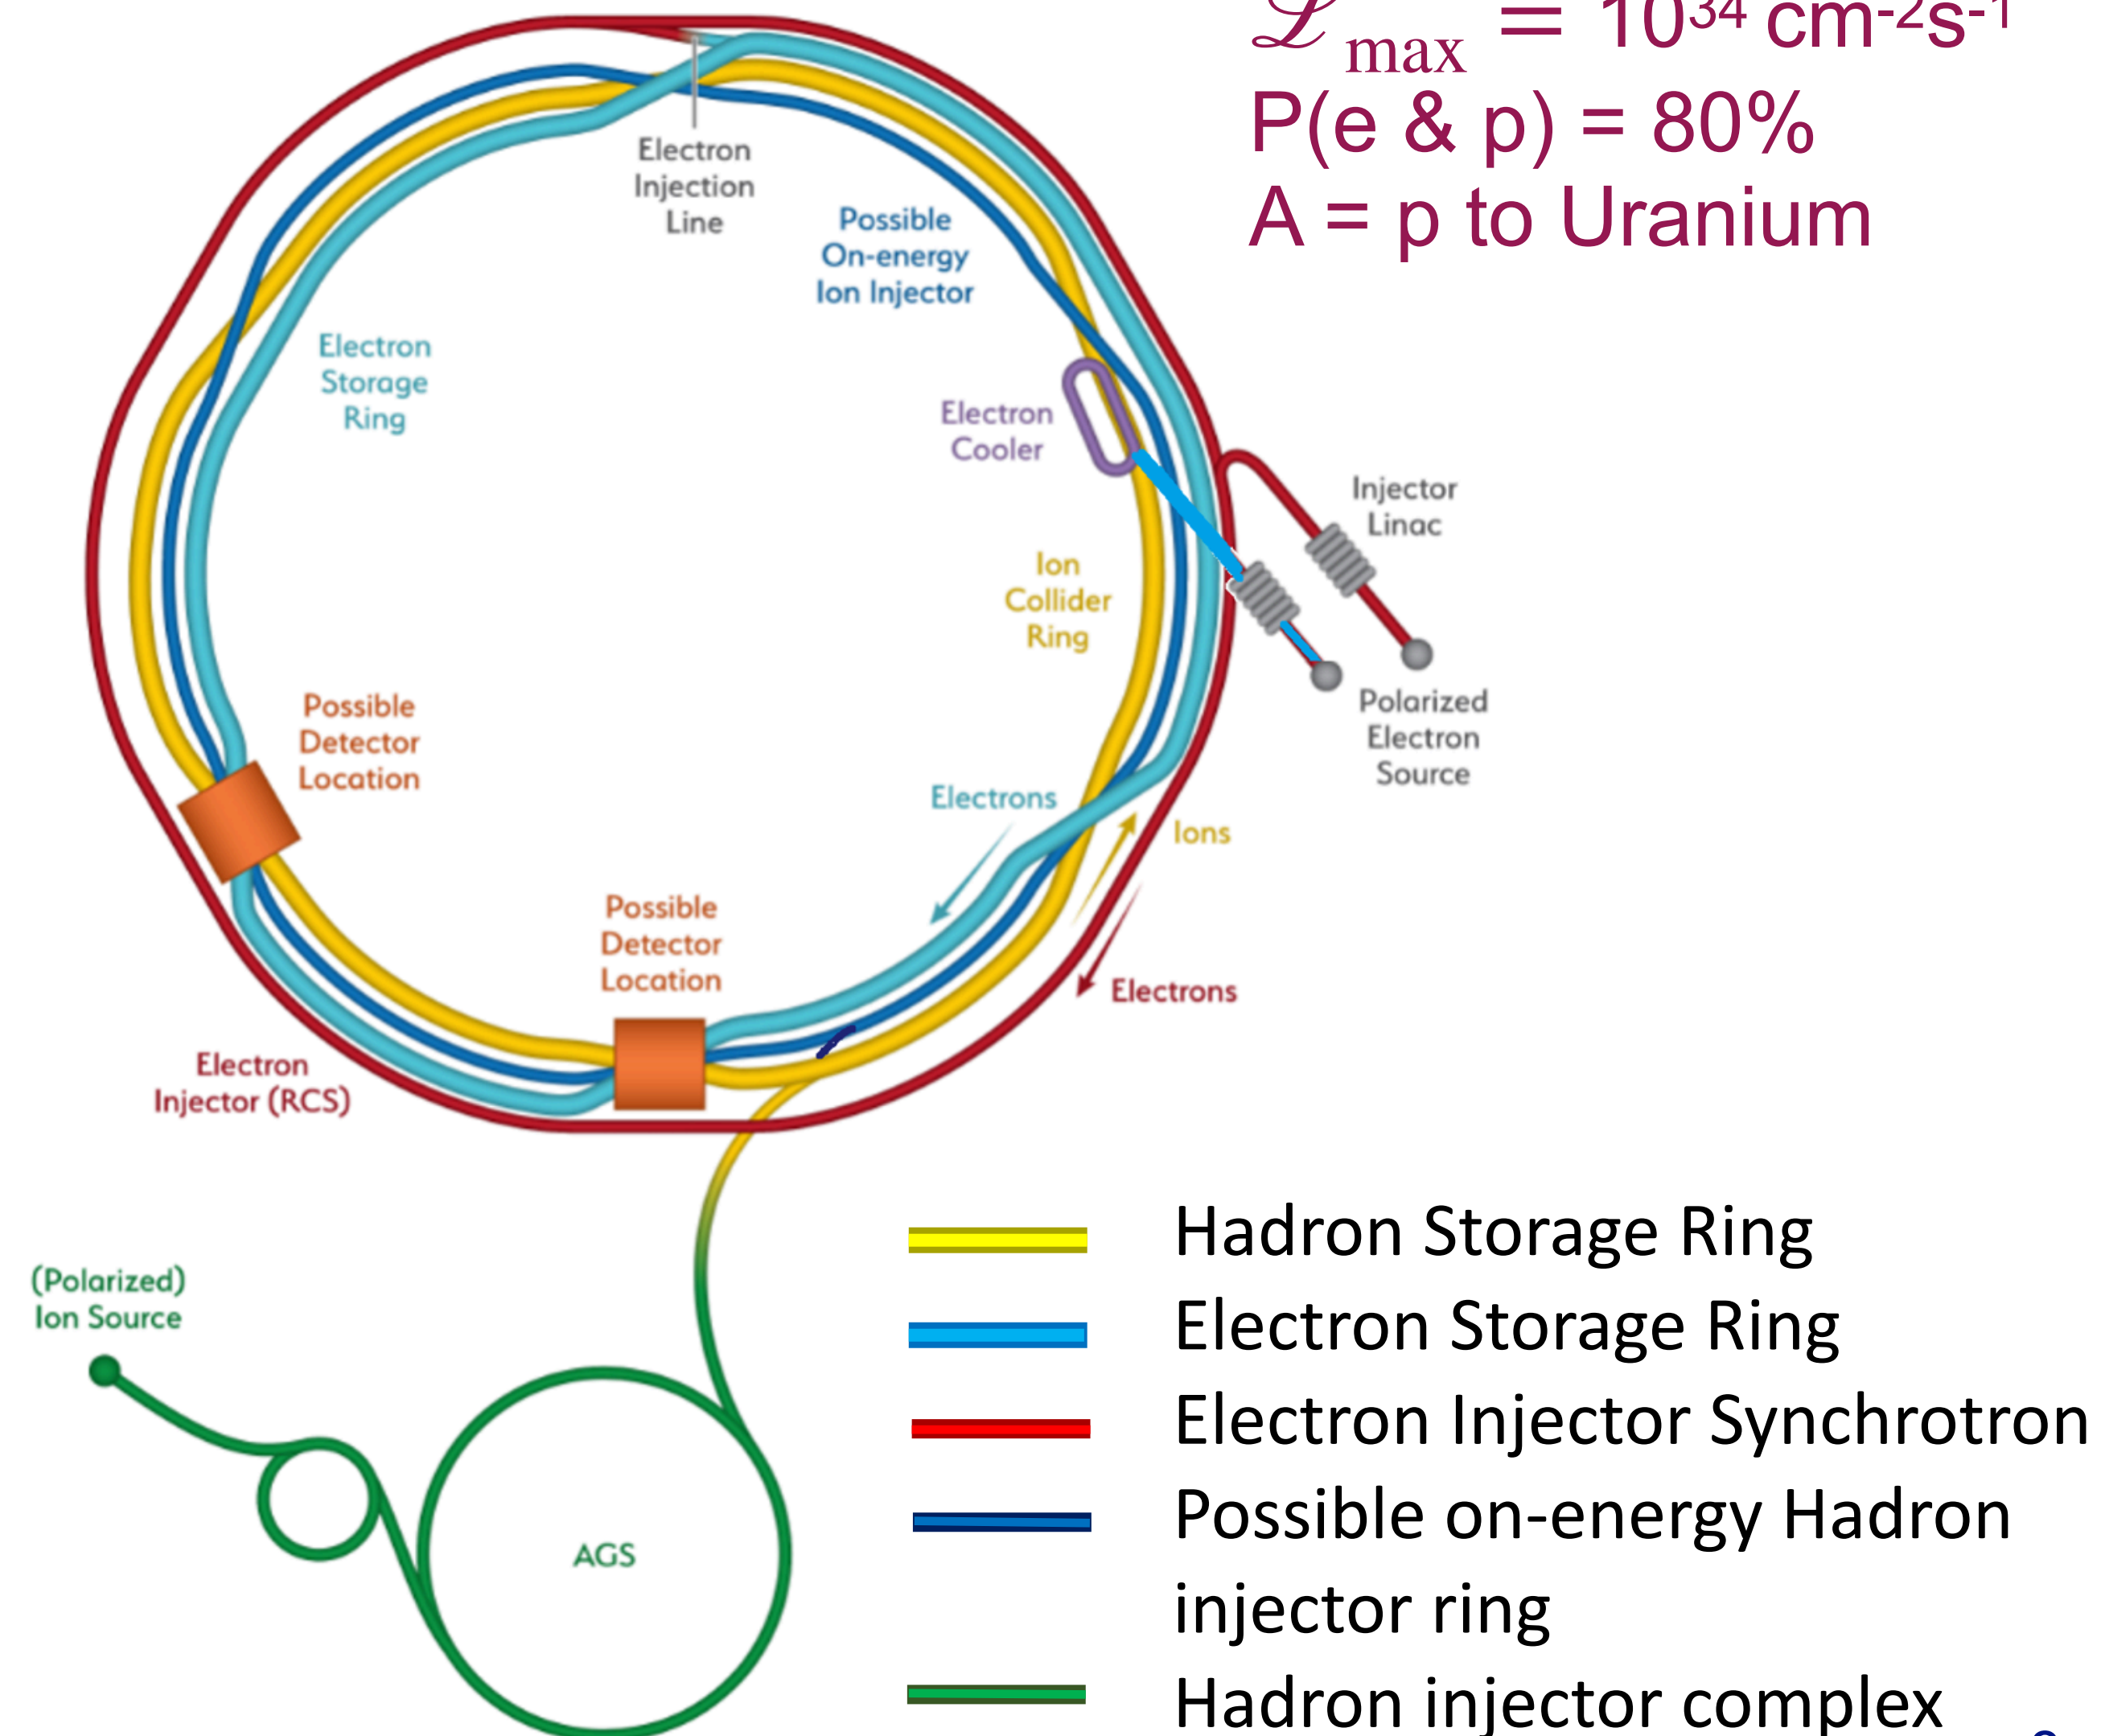 ℒmax = 10³⁴ cm⁻²s⁻¹
P(e & p) = 80%
A = p to Uranium
Electron
Injection
Line
Possible
On-energy
Ion Injector
Electron
Storage
Ring
Electron
Cooler
Injector
Linac
Ion
Collider
Ring
Polarized
Electron
Source
Possible
Detector
Location
Electrons
Ions
Possible
Detector
Location
Electrons
Electron
Injector (RCS)
(Polarized)
Ion Source
AGS
Hadron Storage Ring
Electron Storage Ring
Electron Injector Synchrotron
Possible on-energy Hadron
injector ring
Hadron injector complex